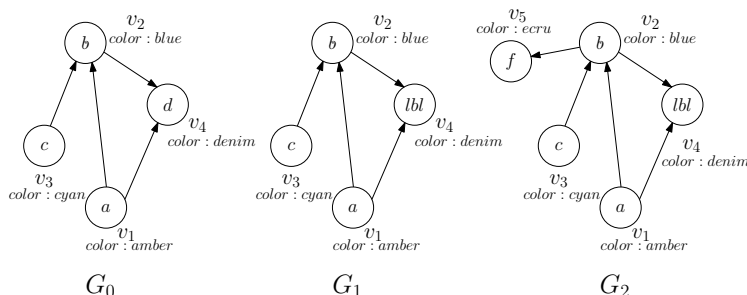 v₂
color : blue
b
d
v₄
color : denim
c
v₃
color : cyan
a
v₁
color : amber
G₀
v₂
color : blue
b
lbl
v₄
color : denim
c
v₃
color : cyan
a
v₁
color : amber
G₁
v₅
color : ecru
f
v₂
color : blue
b
lbl
v₄
color : denim
c
v₃
color : cyan
a
v₁
color : amber
G₂